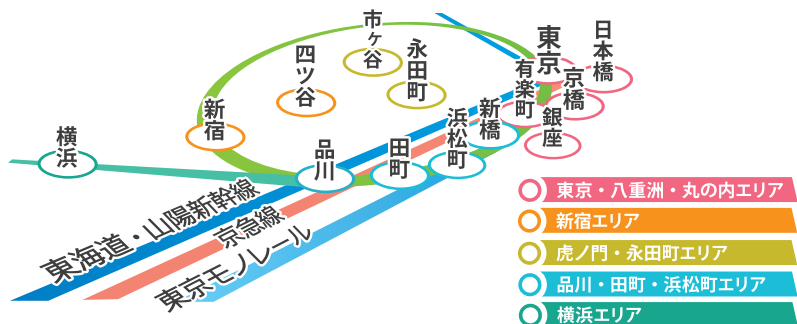 市ヶ谷
四ツ谷
永田町
新宿
横浜
品川
田町
浜松町
新橋
有楽町
東京
日本橋
京橋
銀座
東海道・山陽新幹線
京急線
東京モノレール
東京・八重洲・丸の内エリア
新宿エリア
虎ノ門・永田町エリア
品川・田町・浜松町エリア
横浜エリア